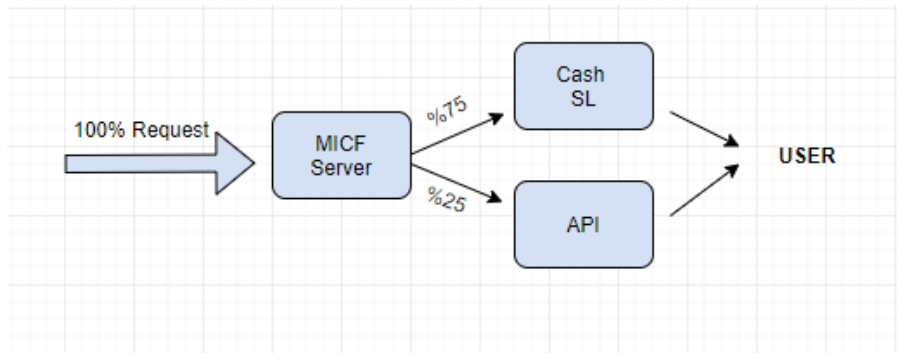 100% Request
MICF
Server
%75
%25
Cash
SL
API
USER